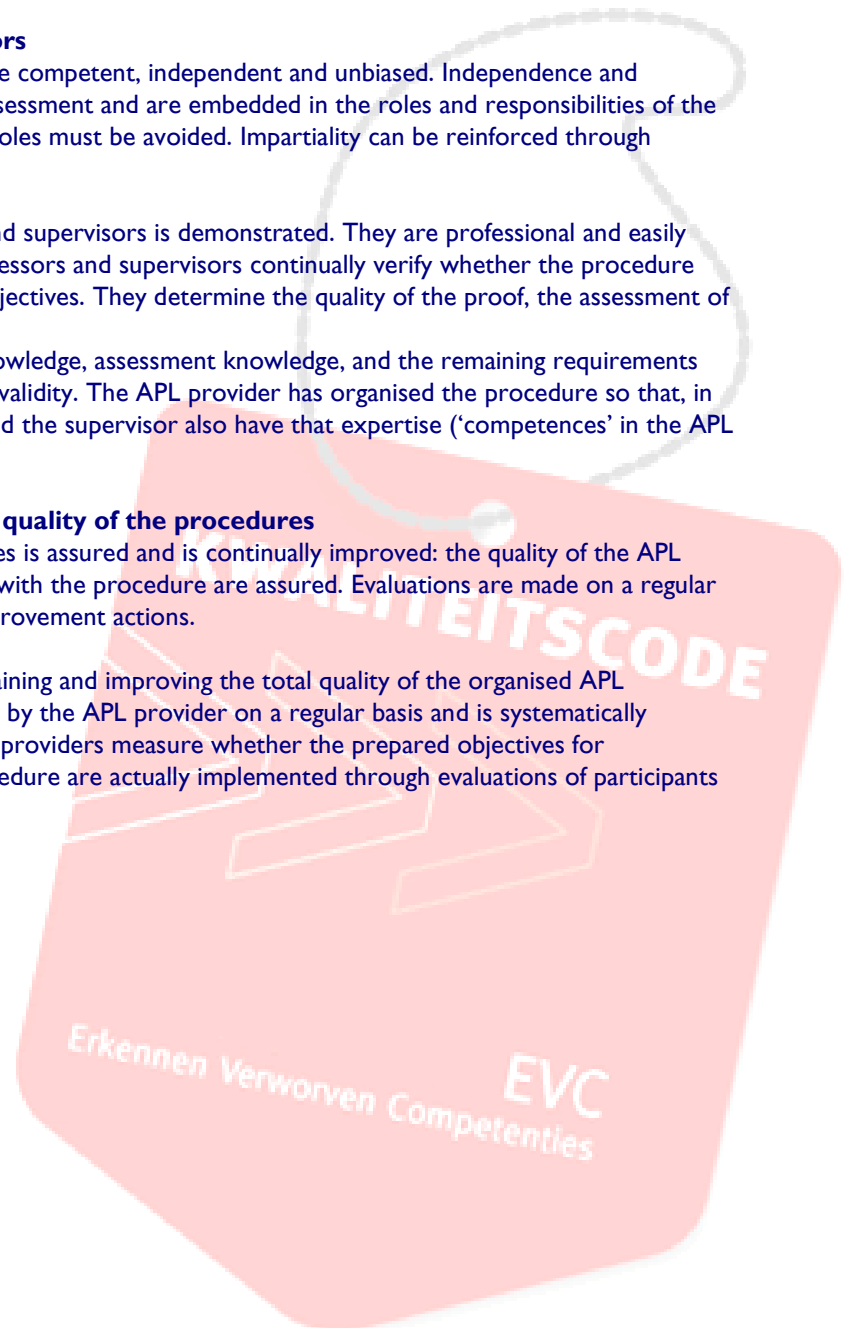 ors
e competent, independent and unbiased. Independence and
sessment and are embedded in the roles and responsibilities of the
oles must be avoided. Impartiality can be reinforced through
nd supervisors is demonstrated. They are professional and easily
essors and supervisors continually verify whether the procedure
jectives. They determine the quality of the proof, the assessment of
owledge, assessment knowledge, and the remaining requirements
validity. The APL provider has organised the procedure so that, in
d the supervisor also have that expertise (‘competences’ in the APL
quality of the procedures
es is assured and is continually improved: the quality of the APL
with the procedure are assured. Evaluations are made on a regular
provement actions.
aining and improving the total quality of the organised APL
by the APL provider on a regular basis and is systematically
providers measure whether the prepared objectives for
cedure are actually implemented through evaluations of participants
KWALITEITSCODE
Erkennen Verworven Competenties
EVC